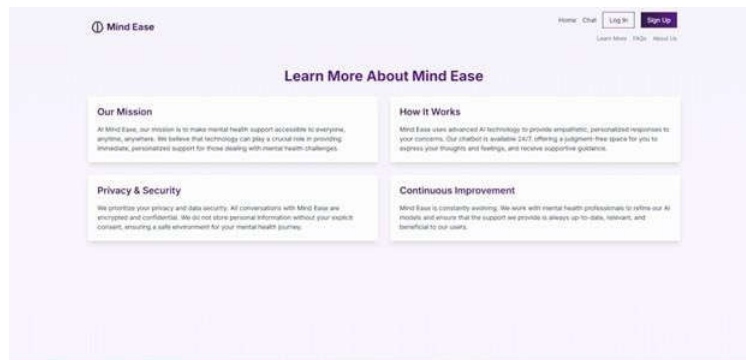 Mind Ease
Home Chat Log In Sign Up
Learn More FAQs About Us
Learn More About Mind Ease
Our Mission
At Mind Ease, our mission is to make mental health support accessible to everyone,
anytime, anywhere. We believe that technology can play a crucial role in providing
immediate, personalized support for those dealing with mental health challenges.
How It Works
Mind Ease uses advanced AI technology to provide empathetic, personalized responses to
your concerns. Our chatbot is available 24/7, offering a judgment-free space for you to
express your thoughts and feelings, and receive supportive guidance.
Privacy & Security
We prioritize your privacy and data security. All conversations with Mind Ease are
encrypted and confidential. We do not store personal information without your explicit
consent, ensuring a safe environment for your mental health journey.
Continuous Improvement
Mind Ease is constantly evolving. We work with mental health professionals to refine our AI
models and ensure that the support we provide is always up-to-date, relevant, and
beneficial to our users.